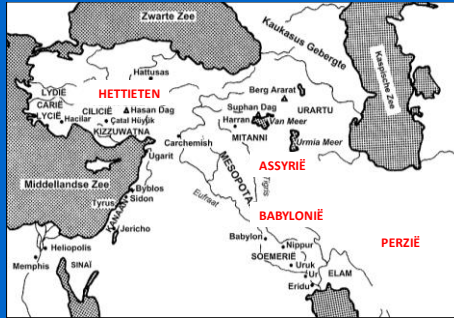 Zwarte Zee
Kaukasus Gebergte
Kaspische Zee
Hattusas
LYDIË
HETTIETEN
Berg Ararat
CARIË
CILICIË
Hasan Dag
Suphan Dag
URARTU
LYCIË
Hacilar
Çatal Hüyük
Harran
Van Meer
KIZZUWATNA
Carchemish
MITANNI
Urmia Meer
Ugarit
MESOPOTA
ASSYRIË
Middellandse Zee
Byblos
Eufraat
Tigris
Tyrus
Sidon
KANAÄN
BABYLONIË
Jericho
Babylon
PERZIË
Heliopolis
Nippur
SOEMERIË
Memphis
SINAÏ
Uruk
ELAM
Ur
Eridu